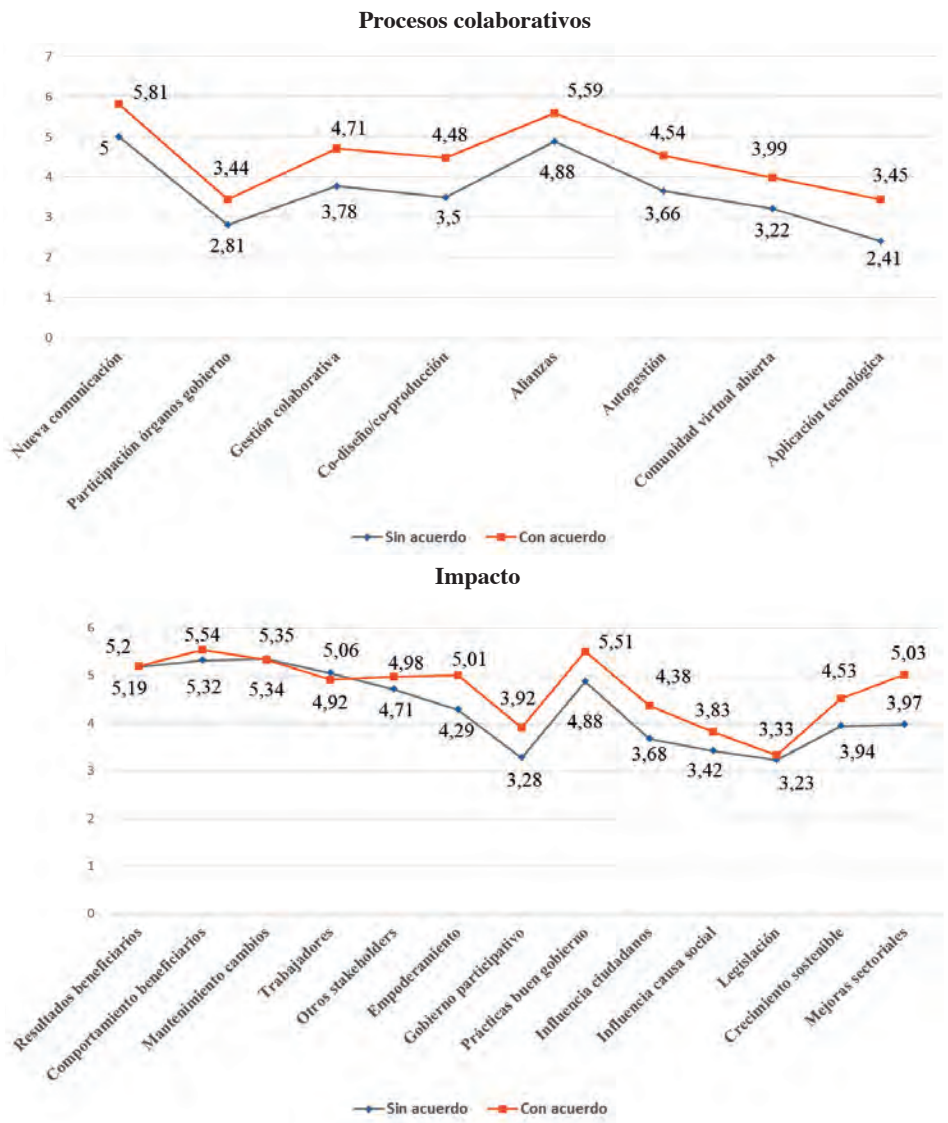 Procesos colaborativos
7
6
5
4
3
2
1
0
5,81
3,44
4,71
4,48
5,59
4,54
3,99
3,45
5
2,81
3,78
3,5
4,88
3,66
3,22
2,41
Nueva comunicación
Participación órganos gobierno
Gestión colaborativa
Co-diseño/co-producción
Alianzas
Autogestión
Comunidad virtual abierta
Aplicación tecnológica
Sin acuerdo Con acuerdo
Impacto
6
5
4
3
2
1
0
5,2
5,54
5,35
5,06
4,98
5,01
3,92
5,51
4,38
3,83
3,33
4,53
5,03
5,19
5,32
5,34
4,92
4,71
4,29
3,28
4,88
3,68
3,42
3,23
3,94
3,97
Resultados beneficiarios
Comportamiento beneficiarios
Mantenimiento cambios
Trabajadores
Otros stakeholders
Empoderamiento
Gobierno participativo
Prácticas buen gobierno
Influencia ciudadanos
Influencia causa social
Legislación
Crecimiento sostenible
Mejoras sectoriales
Sin acuerdo Con acuerdo